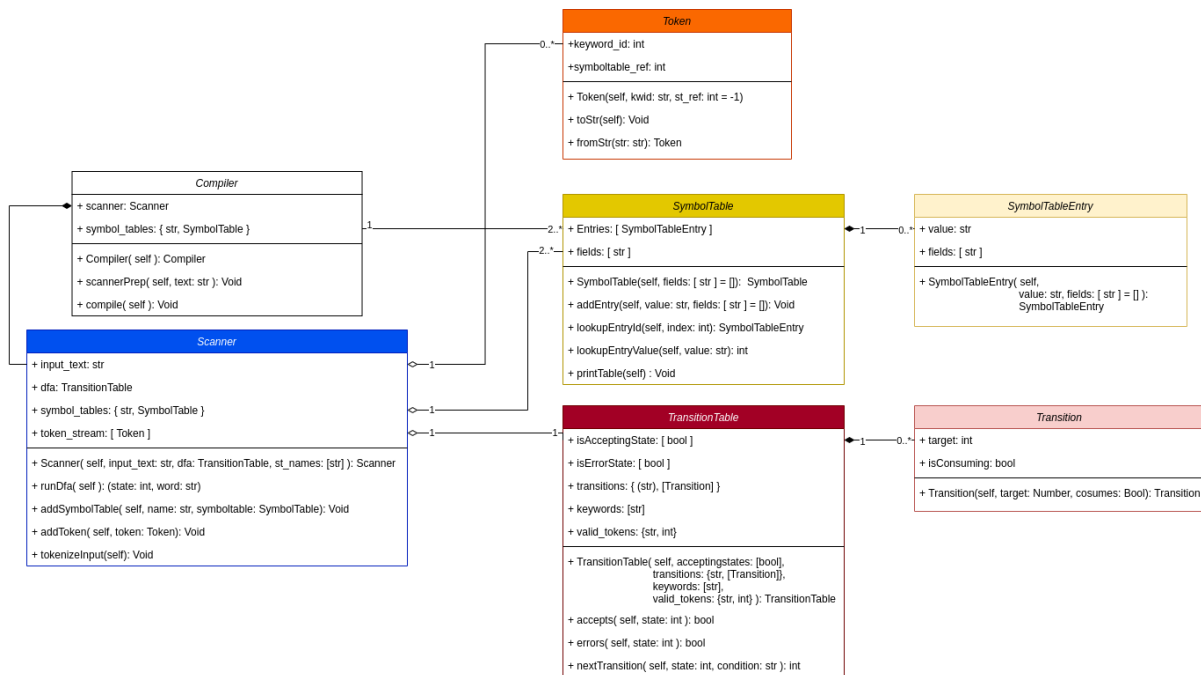 Token
+keyword_id: int
+symboltable_ref: int
+ Token(self, kwid: str, st_ref: int = -1)
+ toStr(self): Void
+ fromStr(str: str): Token
0..*
Compiler
+ scanner: Scanner
+ symbol_tables: { str, SymbolTable }
+ Compiler( self ): Compiler
+ scannerPrep( self, text: str ): Void
+ compile( self ): Void
1
2..*
2..*
SymbolTable
+ Entries: [ SymbolTableEntry ]
+ fields: [ str ]
+ SymbolTable(self, fields: [ str ] = []):  SymbolTable
+ addEntry(self, value: str, fields: [ str ] = []): Void
+ lookupEntryId(self, index: int): SymbolTableEntry
+ lookupEntryValue(self, value: str): int
+ printTable(self) : Void
1
0..*
SymbolTableEntry
+ value: str
+ fields: [ str ]
+ SymbolTableEntry( self,
value: str, fields: [ str ] = [] ):
SymbolTableEntry
Scanner
+ input_text: str
+ dfa: TransitionTable
+ symbol_tables: { str, SymbolTable }
+ token_stream: [ Token ]
+ Scanner( self, input_text: str, dfa: TransitionTable, st_names: [str] ): Scanner
+ runDfa( self ): (state: int, word: str)
+ addSymbolTable( self, name: str, symboltable: SymbolTable): Void
+ addToken( self, token: Token): Void
+ tokenizeInput(self): Void
1
1
1
1
TransitionTable
+ isAcceptingState: [ bool ]
+ isErrorState: [ bool ]
+ transitions: { (str), [Transition] }
+ keywords: [str]
+ valid_tokens: {str, int}
+ TransitionTable( self, acceptingstates: [bool],
transitions: {str, [Transition]},
keywords: [str],
valid_tokens: {str, int} ): TransitionTable
+ accepts( self, state: int ): bool
+ errors( self, state: int ): bool
+ nextTransition( self, state: int, condition: str ): int
1
0..*
Transition
+ target: int
+ isConsuming: bool
+ Transition(self, target: Number, cosumes: Bool): Transition